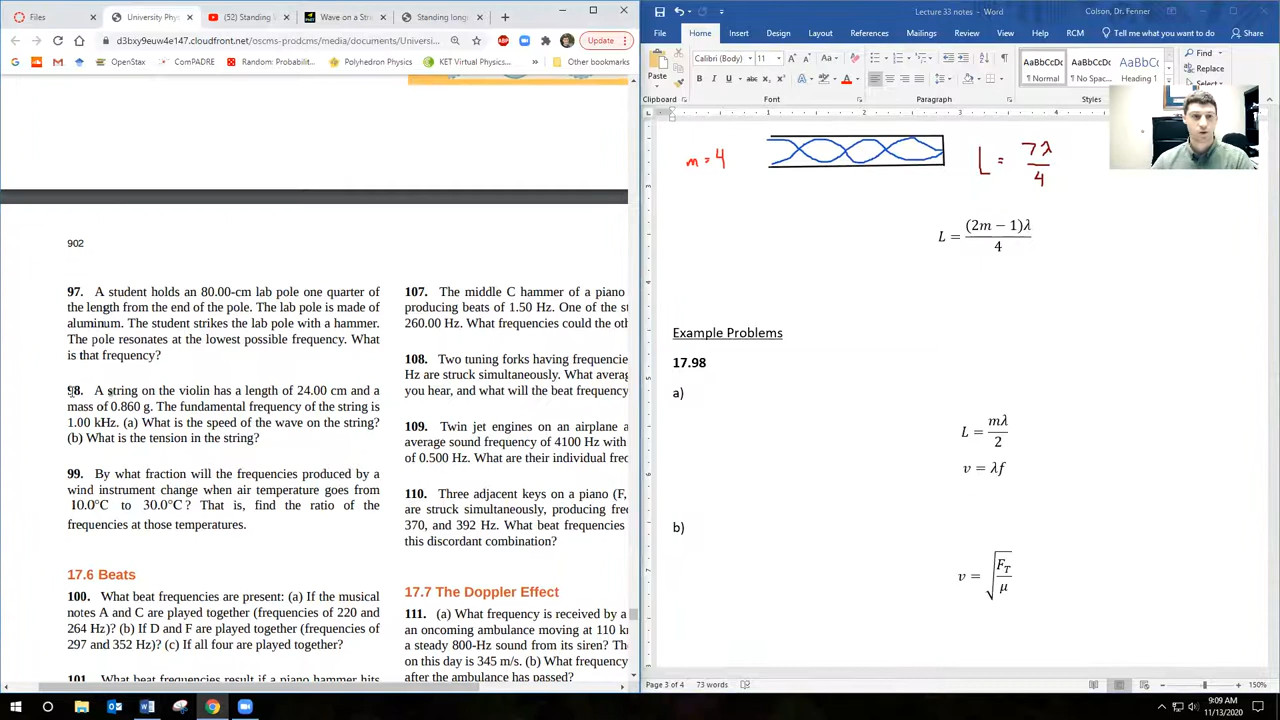 Files
University Phys
(52) Standing
Wave on a Str
Standing long
Lecture 33 notes - Word
Colson, Dr. Fenner
d3bxy9euw4e147.cloudfront.net/oscms-prodcms/media/documents/Universi...
Update
File Home Insert Design Layout References Mailings Review View Help RCM Tell me what you want to do Share
OpenStax
ComPADRE
Random: Probabilit...
Polyhedron Physics
KET Virtual Physics...
Other bookmarks
Paste
Calibri (Body) 11
AaBbCc AaBbCc AaBbC
¶ Normal ¶ No Spac... Heading 1
Find
Replace
Select
Clipboard Font Paragraph Styles
m = 4
L = 7λ/4
L = (2m − 1)λ/4
Example Problems
17.98
a)
L = mλ/2
v = λf
b)
v = √(F_T/μ)
902
97. A student holds an 80.00-cm lab pole one quarter of
the length from the end of the pole. The lab pole is made of
aluminum. The student strikes the lab pole with a hammer.
The pole resonates at the lowest possible frequency. What
is that frequency?
98. A string on the violin has a length of 24.00 cm and a
mass of 0.860 g. The fundamental frequency of the string is
1.00 kHz. (a) What is the speed of the wave on the string?
(b) What is the tension in the string?
99. By what fraction will the frequencies produced by a
wind instrument change when air temperature goes from
10.0°C to 30.0°C? That is, find the ratio of the
frequencies at those temperatures.
17.6 Beats
100. What beat frequencies are present: (a) If the musical
notes A and C are played together (frequencies of 220 and
264 Hz)? (b) If D and F are played together (frequencies of
297 and 352 Hz)? (c) If all four are played together?
101. What beat frequencies result if a piano hammer hits
107. The middle C hammer of a piano
producing beats of 1.50 Hz. One of the st
260.00 Hz. What frequencies could the oth
108. Two tuning forks having frequencie
Hz are struck simultaneously. What averag
you hear, and what will the beat frequency
109. Twin jet engines on an airplane a
average sound frequency of 4100 Hz with
of 0.500 Hz. What are their individual freq
110. Three adjacent keys on a piano (F,
are struck simultaneously, producing fre
370, and 392 Hz. What beat frequencies
this discordant combination?
17.7 The Doppler Effect
111. (a) What frequency is received by a
an oncoming ambulance moving at 110 km
a steady 800-Hz sound from its siren? The
on this day is 345 m/s. (b) What frequency
after the ambulance has passed?
Page 3 of 4 73 words
150%
9:09 AM
11/13/2020